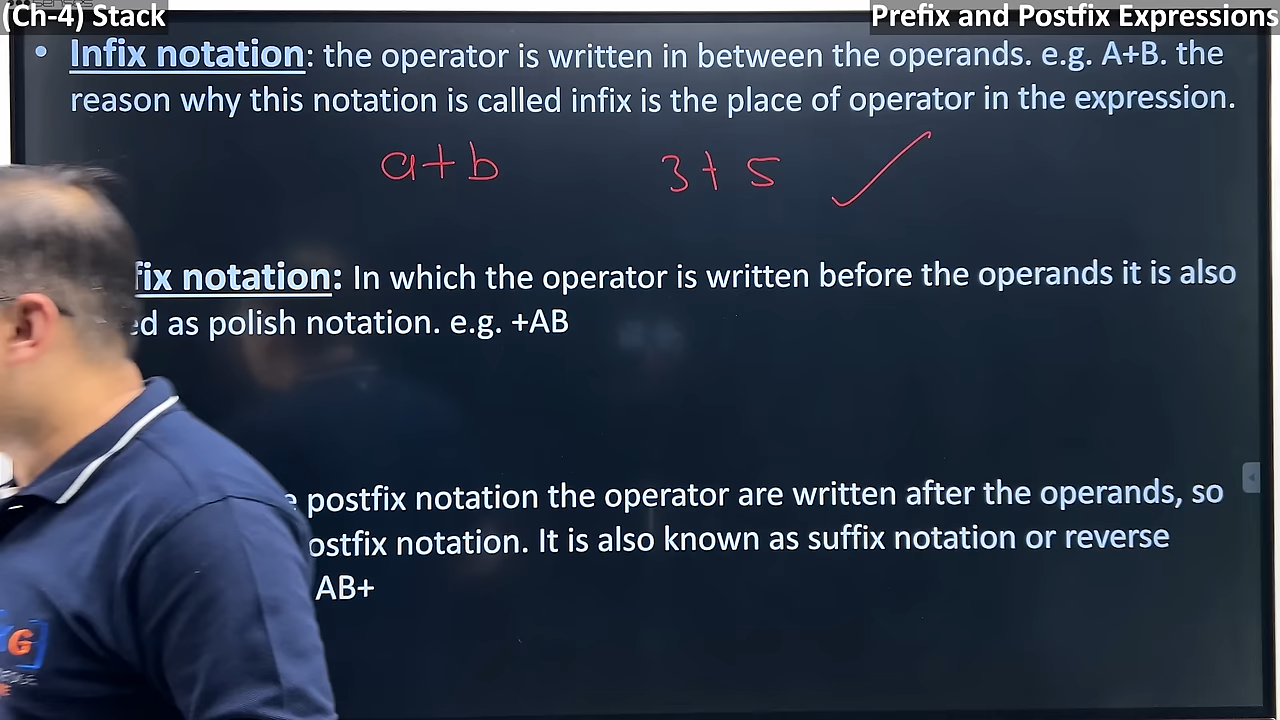 (Ch-4) Stack
Prefix and Postfix Expressions
• Infix notation: the operator is written in between the operands. e.g. A+B. the
reason why this notation is called infix is the place of operator in the expression.
a+b 3+5 ✓
fix notation: In which the operator is written before the operands it is also
ed as polish notation. e.g. +AB
e postfix notation the operator are written after the operands, so
ostfix notation. It is also known as suffix notation or reverse
AB+
G